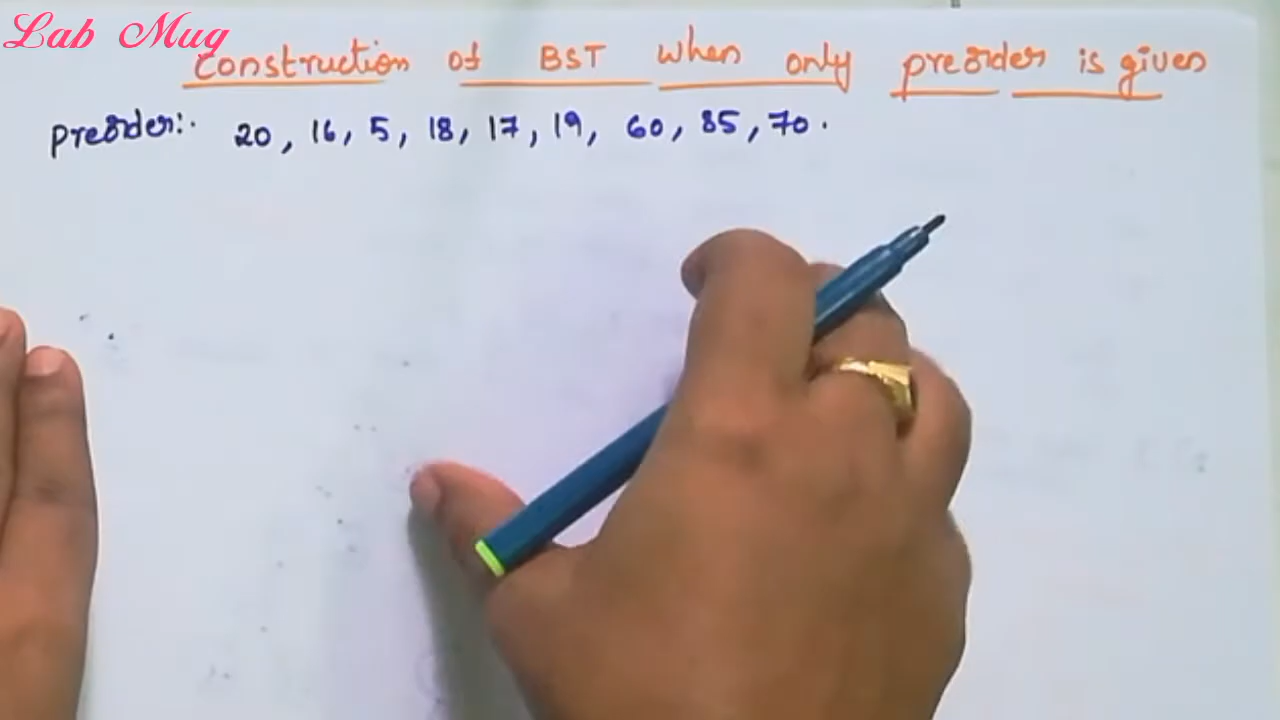 Lab Mug
Construction of BST when only preorder is given
preorder:. 20, 16, 5, 18, 17, 19, 60, 85, 70.